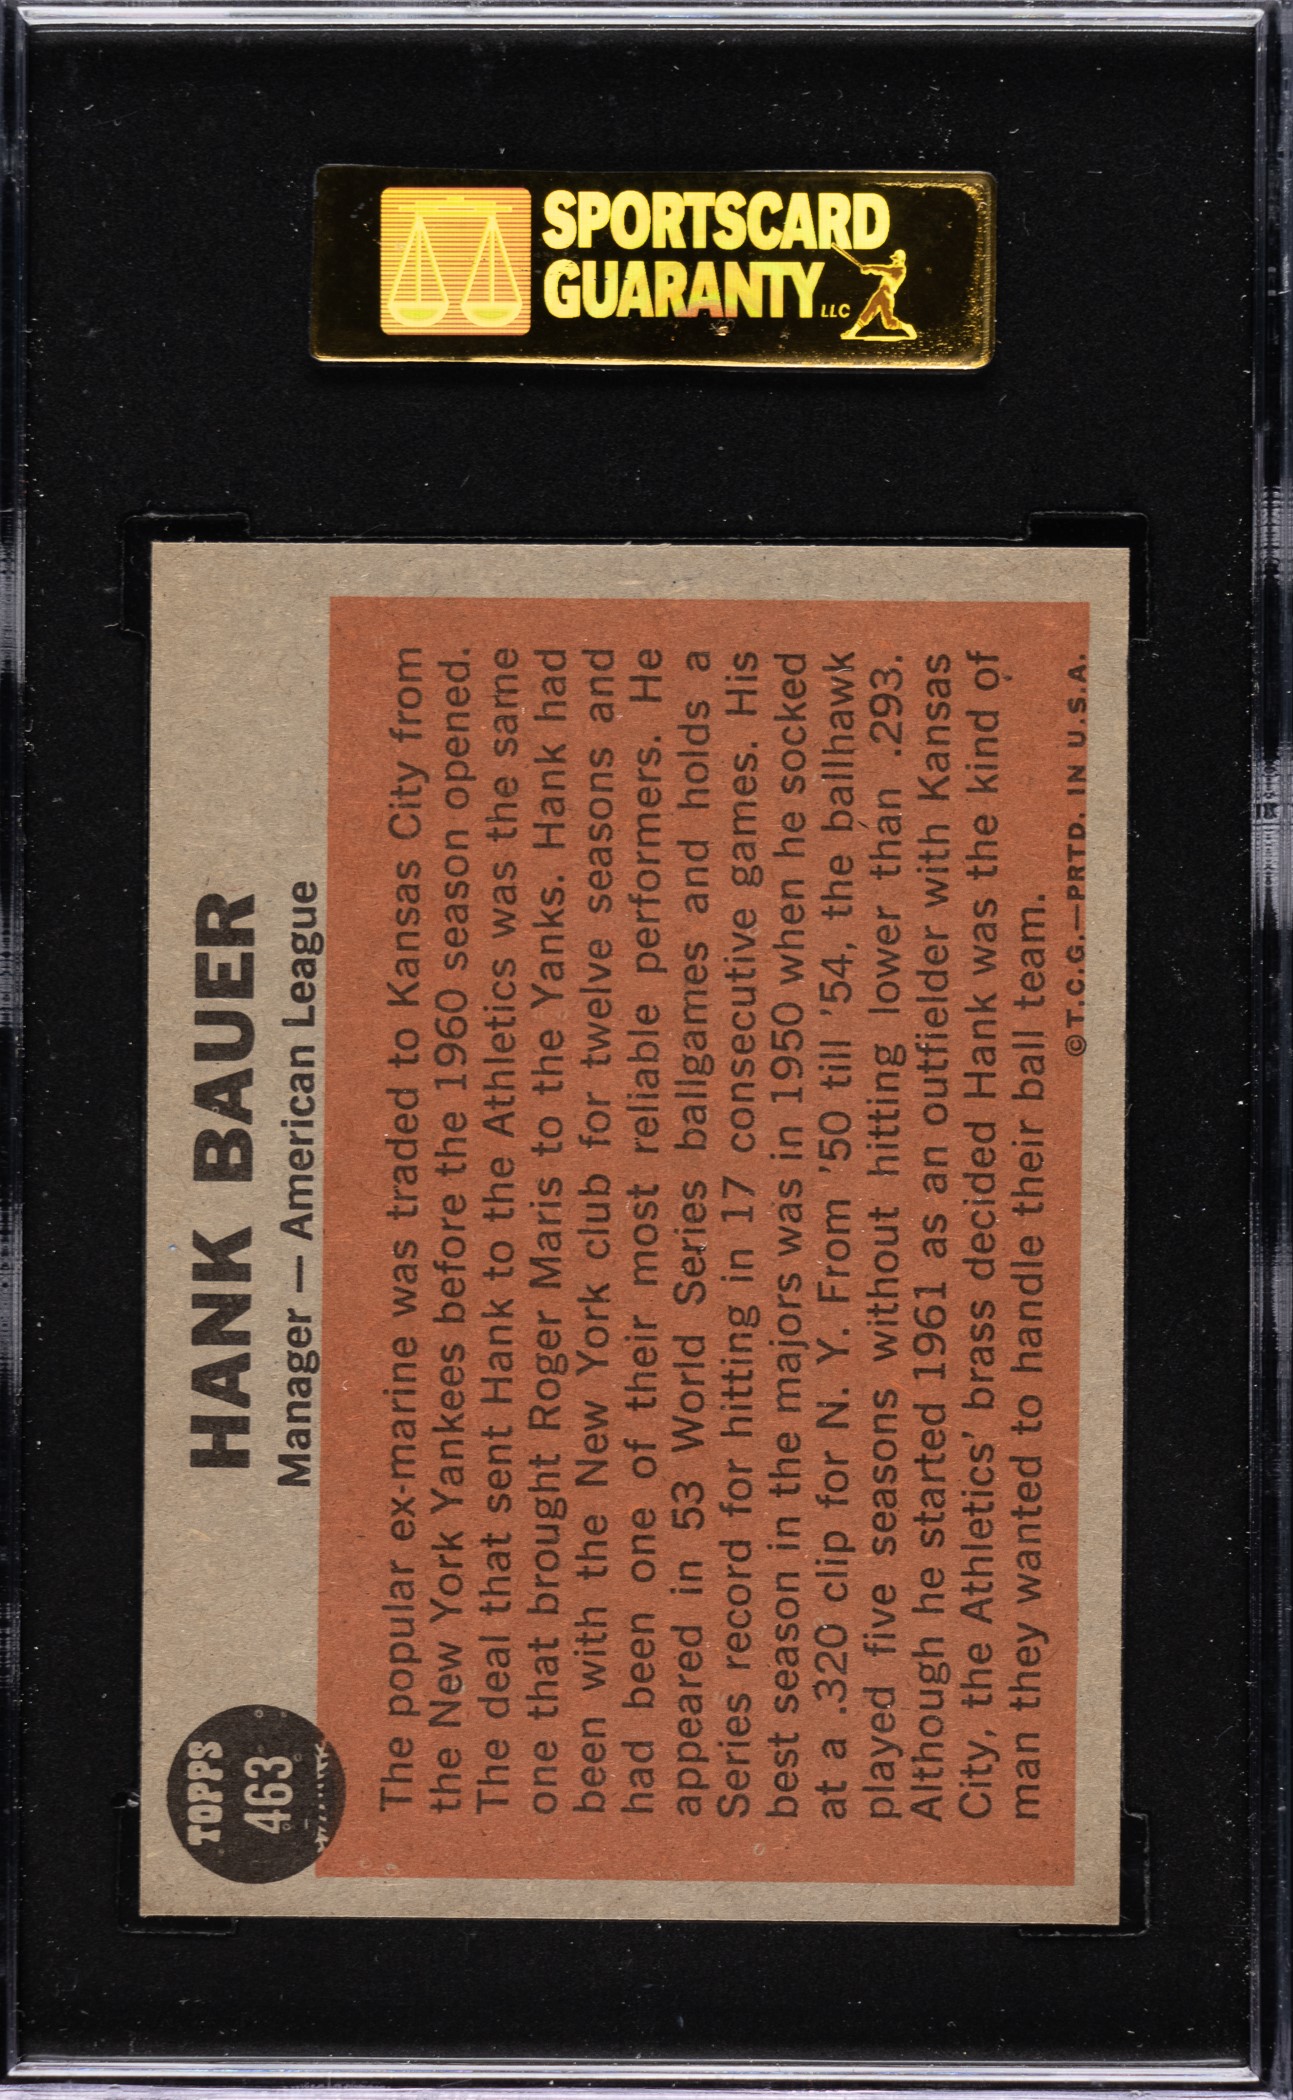 SPORTSCARD
GUARANTY LLC
TOPPS
463
HANK BAUER
Manager — American League
The popular ex-marine was traded to Kansas City from
the New York Yankees before the 1960 season opened.
The deal that sent Hank to the Athletics was the same
one that brought Roger Maris to the Yanks. Hank had
been with the New York club for twelve seasons and
had been one of their most reliable performers. He
appeared in 53 World Series ballgames and holds a
Series record for hitting in 17 consecutive games. His
best season in the majors was in 1950 when he socked
at a .320 clip for N. Y. From '50 till '54, the ballhawk
played five seasons without hitting lower than .293.
Although he started 1961 as an outfielder with Kansas
City, the Athletics' brass decided Hank was the kind of
man they wanted to handle their ball team.
© T.C.G.—PRTD. IN U.S.A.